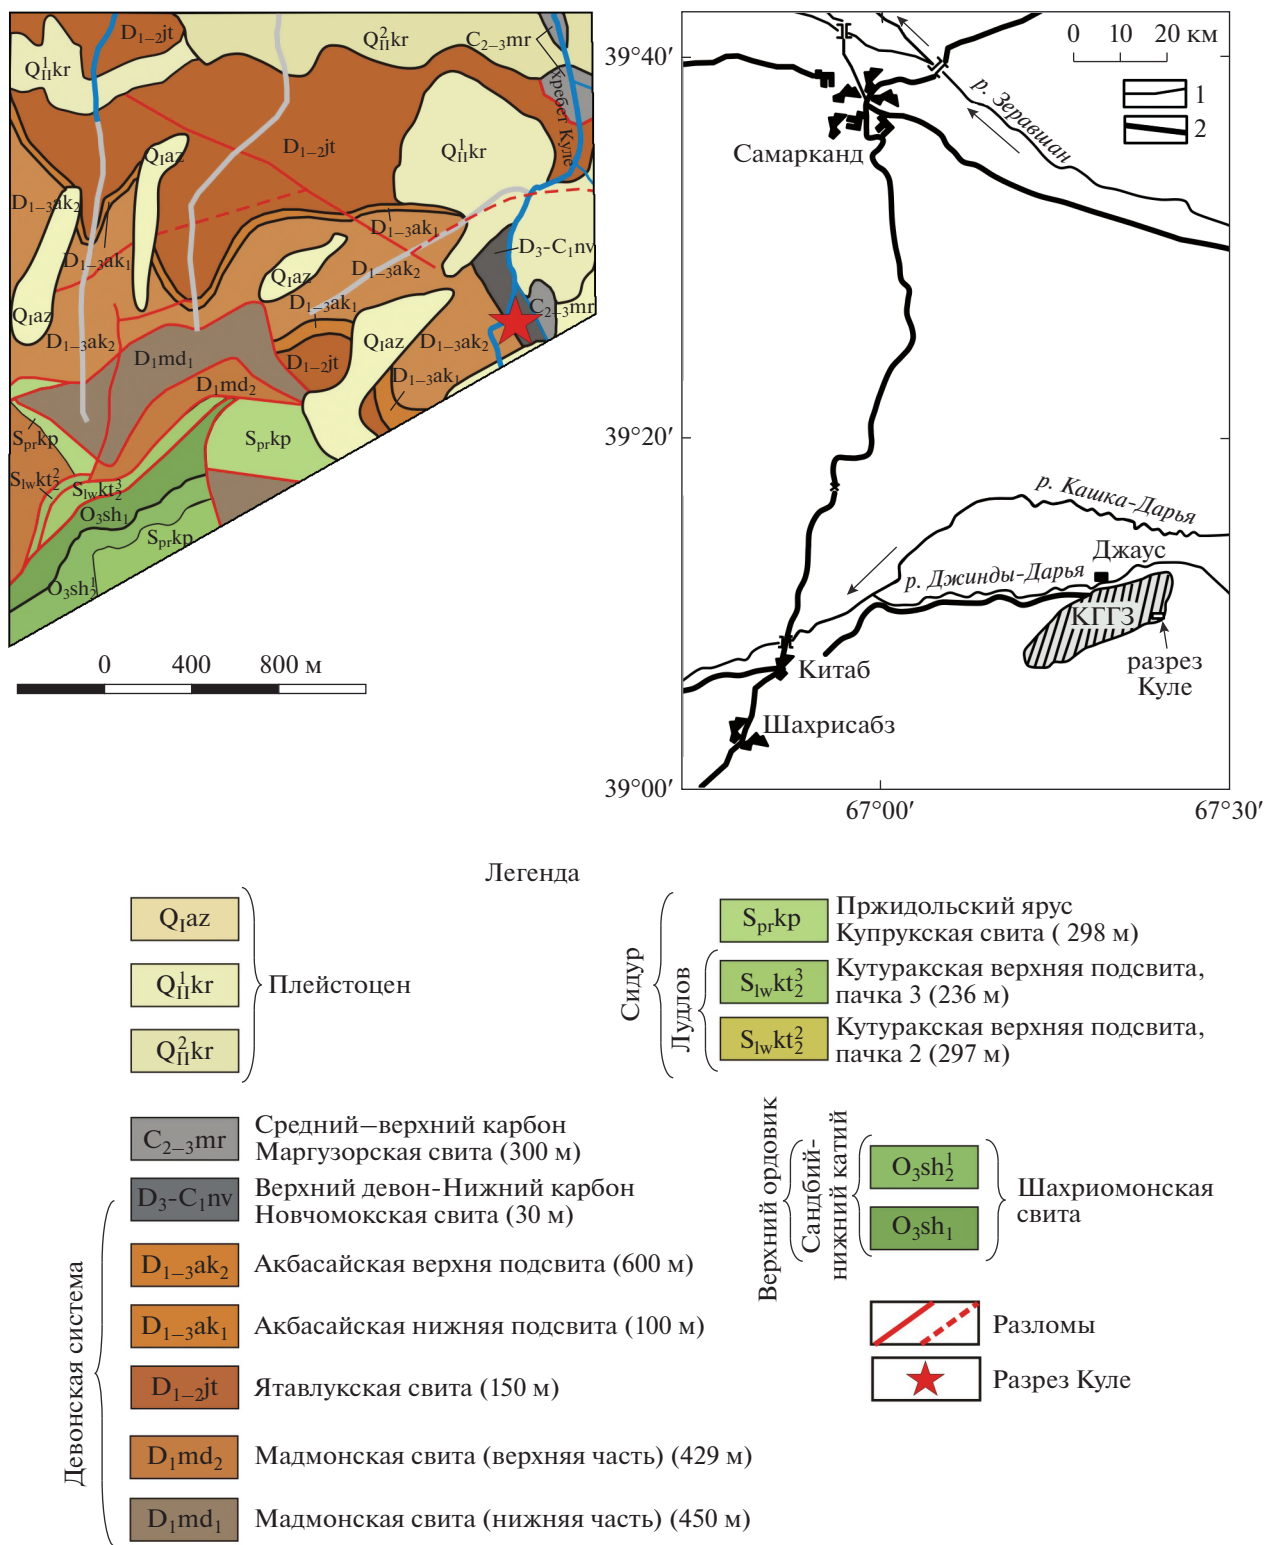 D₁₋₂jt
Q²IIkr
C₂₋₃mr
Q¹IIkr
хребет Куле
D₁₋₂jt
Q¹IIkr
QIaz
D₁₋₃ak₂
D₁₋₃ak₁
D₃-C₁nv
D₁₋₃ak₁
D₁₋₃ak₂
QIaz
D₁₋₃ak₁
C₂₋₃mr
QIaz
D₁₋₃ak₂
QIaz
D₁₋₃ak₂
D₁md₁
D₁₋₂jt
D₁₋₃ak₁
D₁md₂
Sprkp
Sprkp
Slwkt²₂
Slwkt³₂
O₃sh₁
Sprkp
O₃sh¹₂
0 400 800 м
39°40′
39°20′
39°00′
67°00′
67°30′
0 10 20 км
1
2
р. Зеравшан
Самарканд
р. Кашка-Дарья
Джаус
р. Джинды-Дарья
КГГЗ
разрез
Куле
Китаб
Шахрисабз
Легенда
QIaz
Q¹IIkr
Q²IIkr
Плейстоцен
C₂₋₃mr
Средний–верхний карбон
Маргузорская свита (300 м)
D₃-C₁nv
Верхний девон-Нижний карбон
Новчомокская свита (30 м)
Девонская система
D₁₋₃ak₂
Акбасайская верхня подсвита (600 м)
D₁₋₃ak₁
Акбасайская нижняя подсвита (100 м)
D₁₋₂jt
Ятавлукская свита (150 м)
D₁md₂
Мадмонская свита (верхняя часть) (429 м)
D₁md₁
Мадмонская свита (нижняя часть) (450 м)
Сидур
Sprkp
Пржидольский ярус
Купрукская свита ( 298 м)
Лудлов
Slwkt³₂
Кутуракская верхняя подсвита,
пачка 3 (236 м)
Slwkt²₂
Кутуракская верхняя подсвита,
пачка 2 (297 м)
Верхний ордовик
Сандбий-
нижний катий
O₃sh¹₂
O₃sh₁
Шахриомонская
свита
Разломы
Разрез Куле